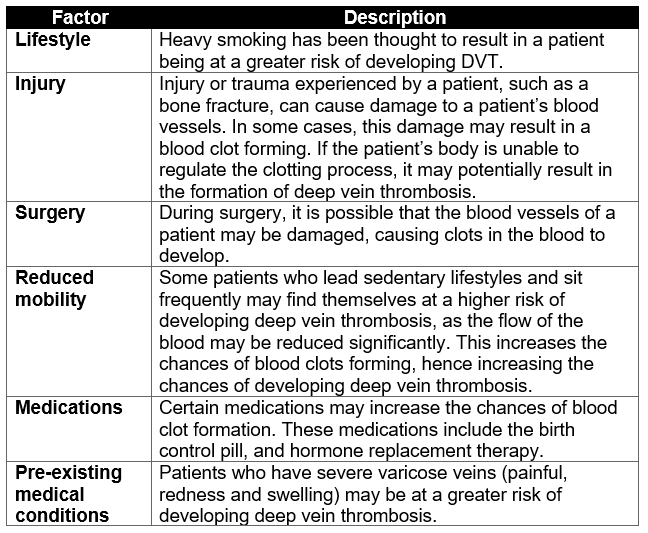 Factor Description
Lifestyle Heavy smoking has been thought to result in a patient
being at a greater risk of developing DVT.
Injury Injury or trauma experienced by a patient, such as a
bone fracture, can cause damage to a patient's blood
vessels. In some cases, this damage may result in a
blood clot forming. If the patient's body is unable to
regulate the clotting process, it may potentially result in
the formation of deep vein thrombosis.
Surgery During surgery, it is possible that the blood vessels of a
patient may be damaged, causing clots in the blood to
develop.
Reduced Some patients who lead sedentary lifestyles and sit
mobility frequently may find themselves at a higher risk of
developing deep vein thrombosis, as the flow of the
blood may be reduced significantly. This increases the
chances of blood clots forming, hence increasing the
chances of developing deep vein thrombosis.
Medications Certain medications may increase the chances of blood
clot formation. These medications include the birth
control pill, and hormone replacement therapy.
Pre-existing Patients who have severe varicose veins (painful,
medical redness and swelling) may be at a greater risk of
conditions developing deep vein thrombosis.